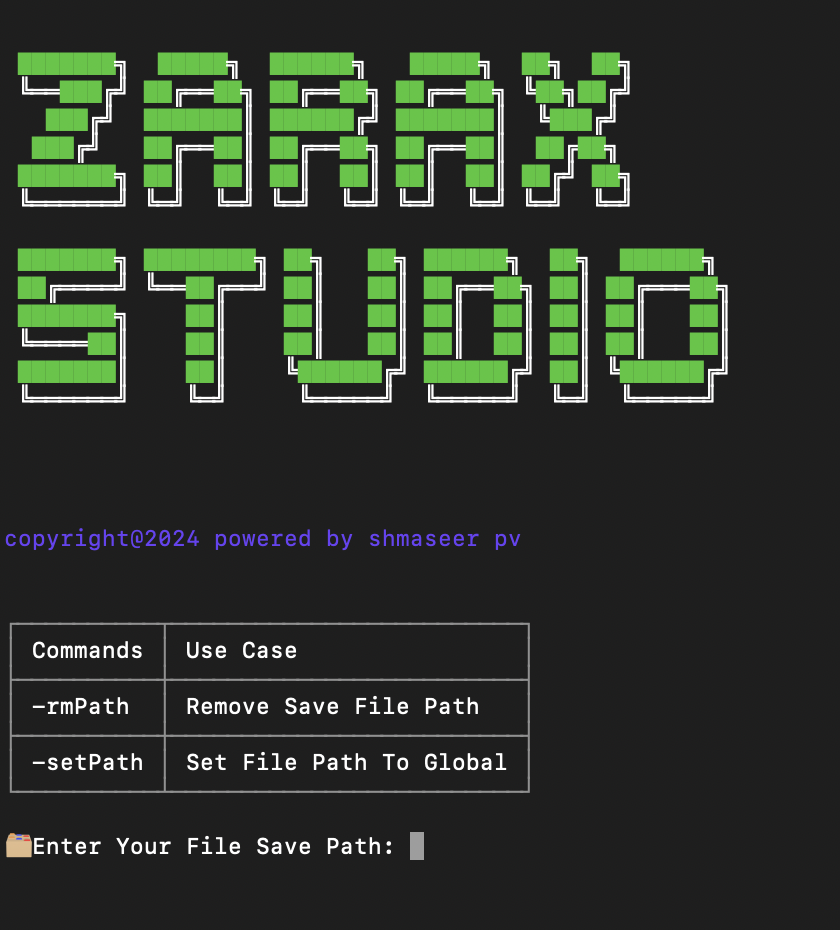 ZARAX
STUDIO
copyright@2024 powered by shmaseer pv
Commands Use Case
-rmPath Remove Save File Path
-setPath Set File Path To Global
Enter Your File Save Path: